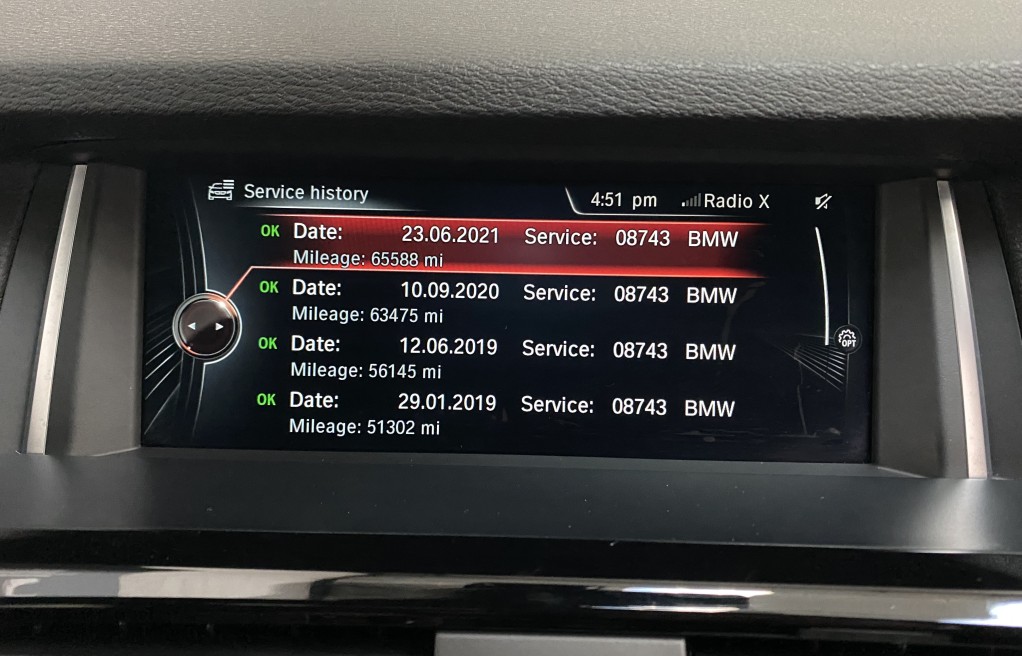 Service history 4:51 pm Radio X
OK Date: 23.06.2021 Service: 08743 BMW
Mileage: 65588 mi
OK Date: 10.09.2020 Service: 08743 BMW
Mileage: 63475 mi
OK Date: 12.06.2019 Service: 08743 BMW
Mileage: 56145 mi
OPT
OK Date: 29.01.2019 Service: 08743 BMW
Mileage: 51302 mi